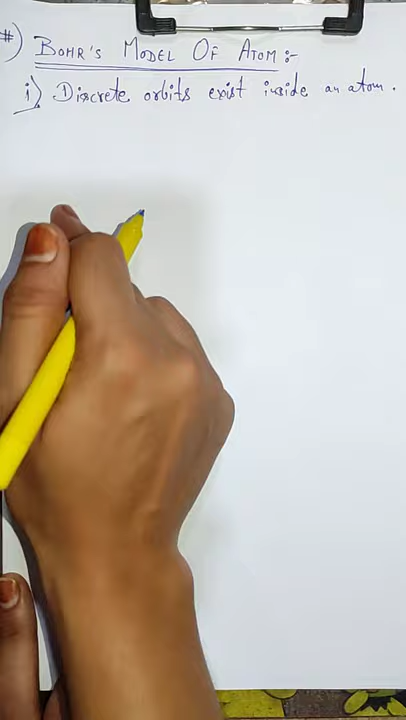 #) BOHR'S MODEL OF ATOM :-
i) Discrete orbits exist inside an atom.